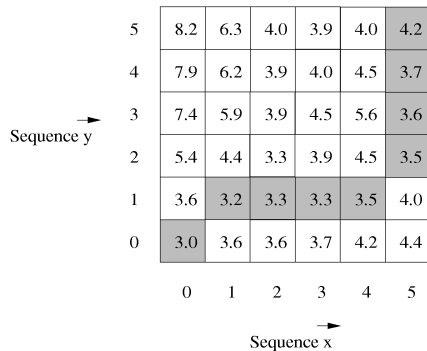 5 8.2 6.3 4.0 3.9 4.0 4.2
4 7.9 6.2 3.9 4.0 4.5 3.7
3 7.4 5.9 3.9 4.5 5.6 3.6
Sequence y
2 5.4 4.4 3.3 3.9 4.5 3.5
1 3.6 3.2 3.3 3.3 3.5 4.0
0 3.0 3.6 3.6 3.7 4.2 4.4
0 1 2 3 4 5
Sequence x